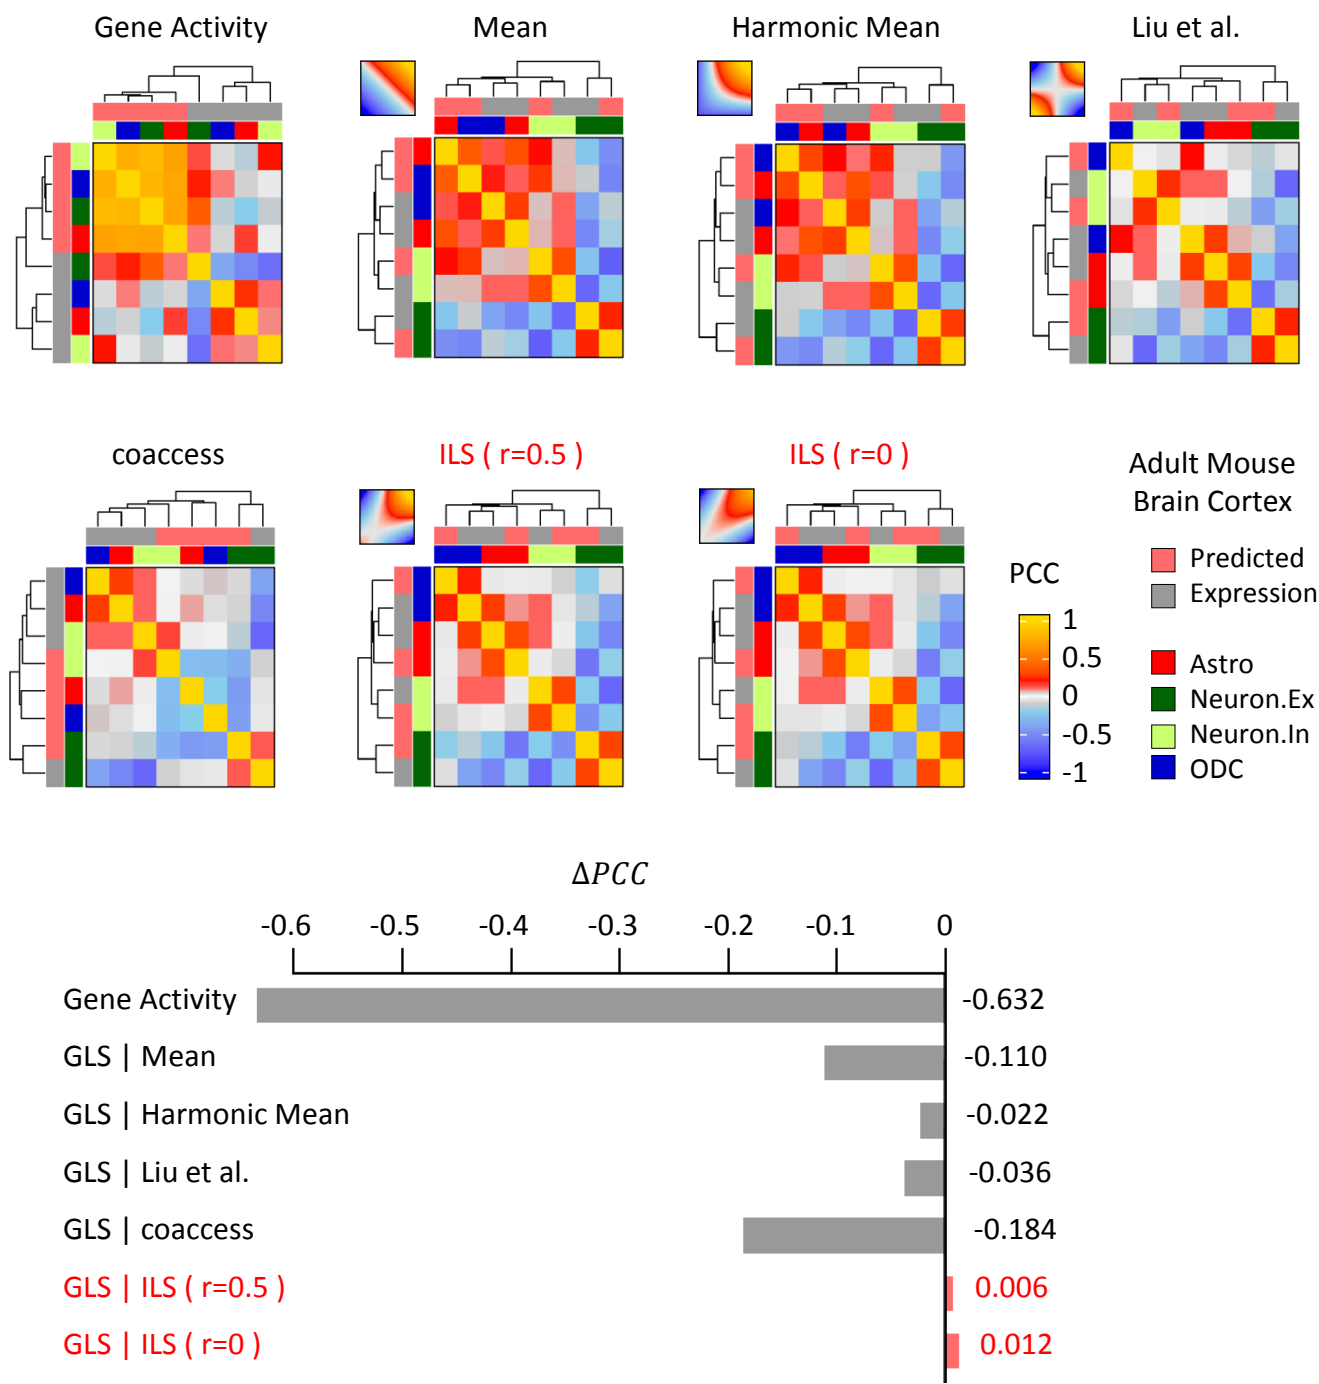 Gene Activity
Mean
Harmonic Mean
Liu et al.
coaccess
ILS ( r=0.5 )
ILS ( r=0 )
Adult Mouse
Brain Cortex
Predicted
Expression
PCC
1
0.5
0
-0.5
-1
Astro
Neuron.Ex
Neuron.In
ODC
ΔPCC
-0.6 -0.5 -0.4 -0.3 -0.2 -0.1 0
Gene Activity -0.632
GLS | Mean -0.110
GLS | Harmonic Mean -0.022
GLS | Liu et al. -0.036
GLS | coaccess -0.184
GLS | ILS ( r=0.5 ) 0.006
GLS | ILS ( r=0 ) 0.012